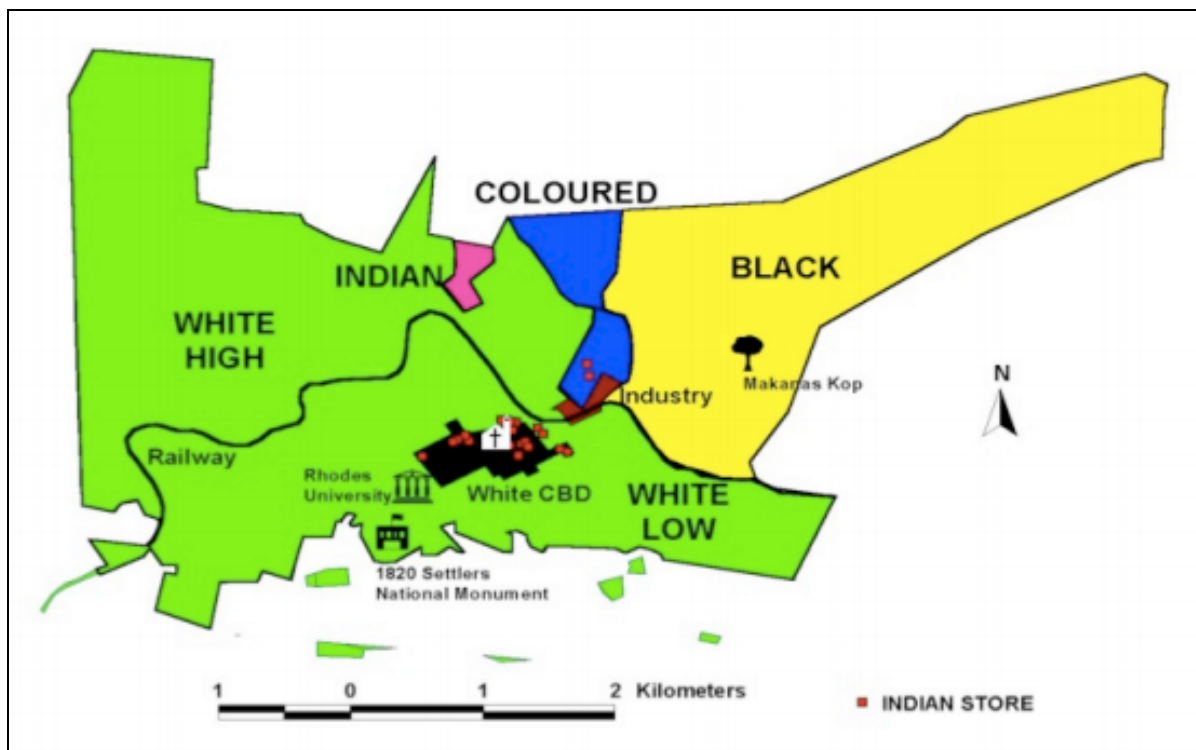 COLOURED
INDIAN
BLACK
WHITE
HIGH
Makanas Kop
N
Industry
Railway
Rhodes
University
White CBD
WHITE
LOW
1820 Settlers
National Monument
1 0 1 2 Kilometers
INDIAN STORE